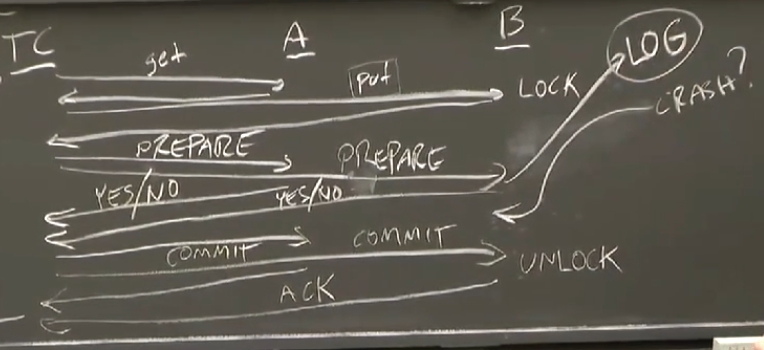 TC A B LOG
get put LOCK CRASH?
PREPARE PREPARE
YES/NO YES/NO
COMMIT COMMIT
ACK UNLOCK